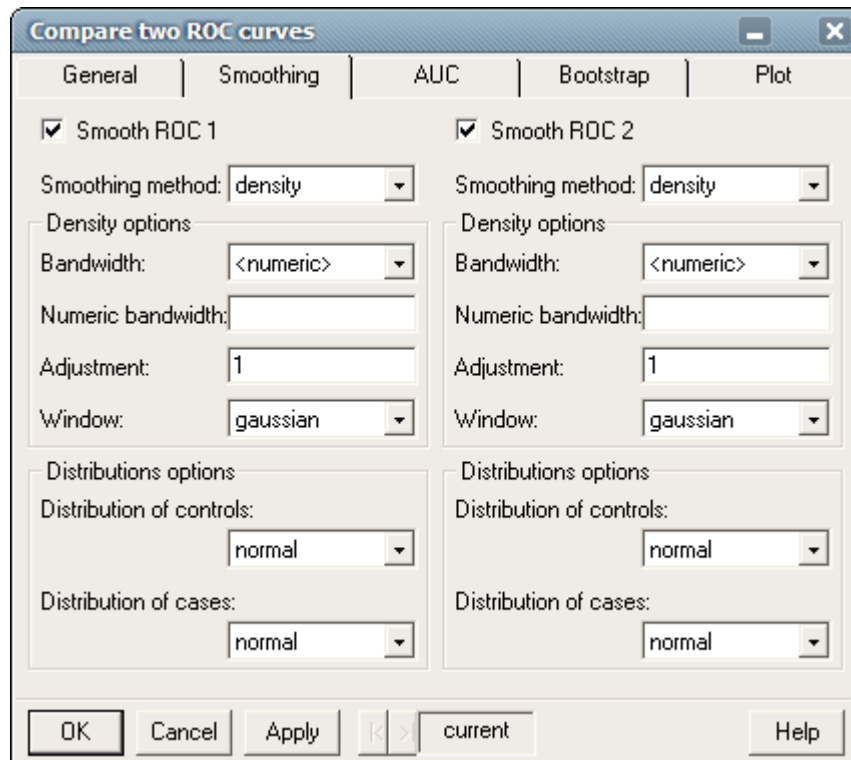 Compare two ROC curves
General Smoothing AUC Bootstrap Plot
Smooth ROC 1 Smooth ROC 2
Smoothing method: density Smoothing method: density
Density options Density options
Bandwidth: <numeric> Bandwidth: <numeric>
Numeric bandwidth: Numeric bandwidth:
Adjustment: 1 Adjustment: 1
Window: gaussian Window: gaussian
Distributions options Distributions options
Distribution of controls: Distribution of controls:
normal normal
Distribution of cases: Distribution of cases:
normal normal
OK Cancel Apply |< >| current Help